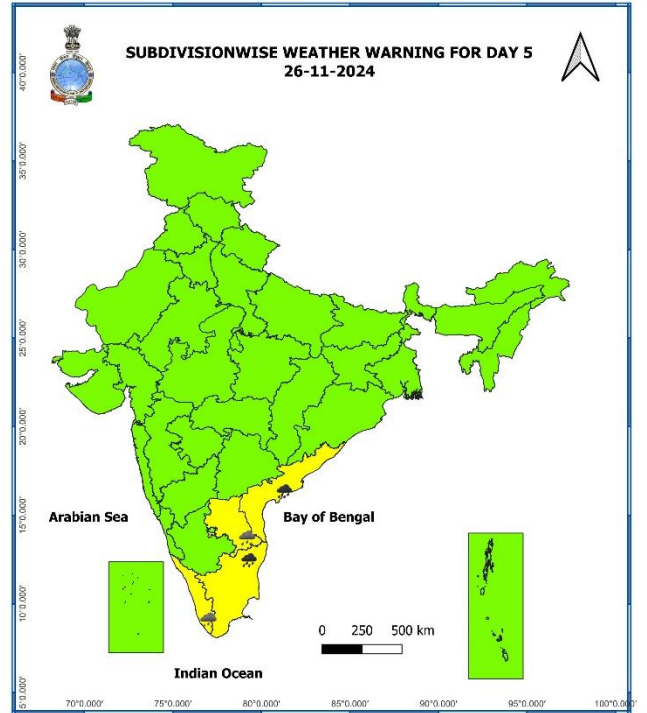 SUBDIVISIONWISE WEATHER WARNING FOR DAY 5
26-11-2024
40°0.000'
35°0.000'
30°0.000'
25°0.000'
20°0.000'
15°0.000'
10°0.000'
5°0.000'
Arabian Sea
Bay of Bengal
0 250 500 km
Indian Ocean
70°0.000' 75°0.000' 80°0.000' 85°0.000' 90°0.000' 95°0.000' 100°0.000'